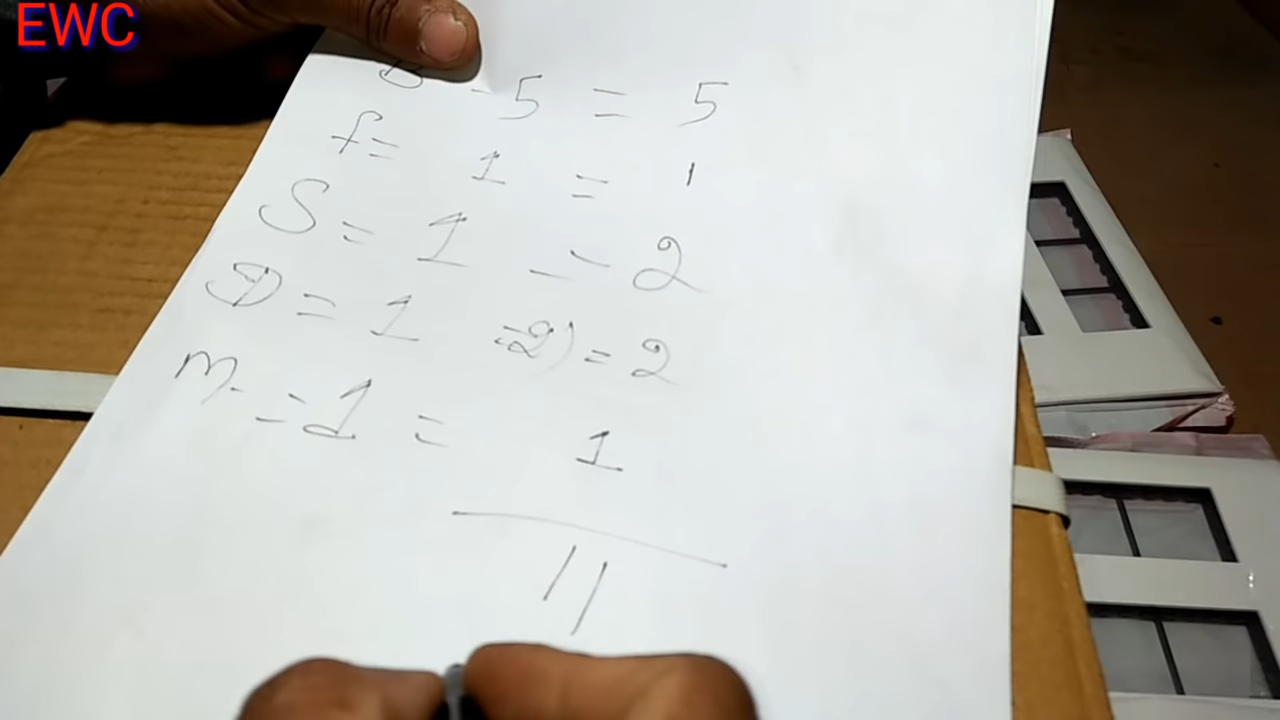 EWC
B - 5 = 5
f = 1 = 1
S = 1 - - 2
D = 1 (-2) = 2
m. = 1 = 1
11